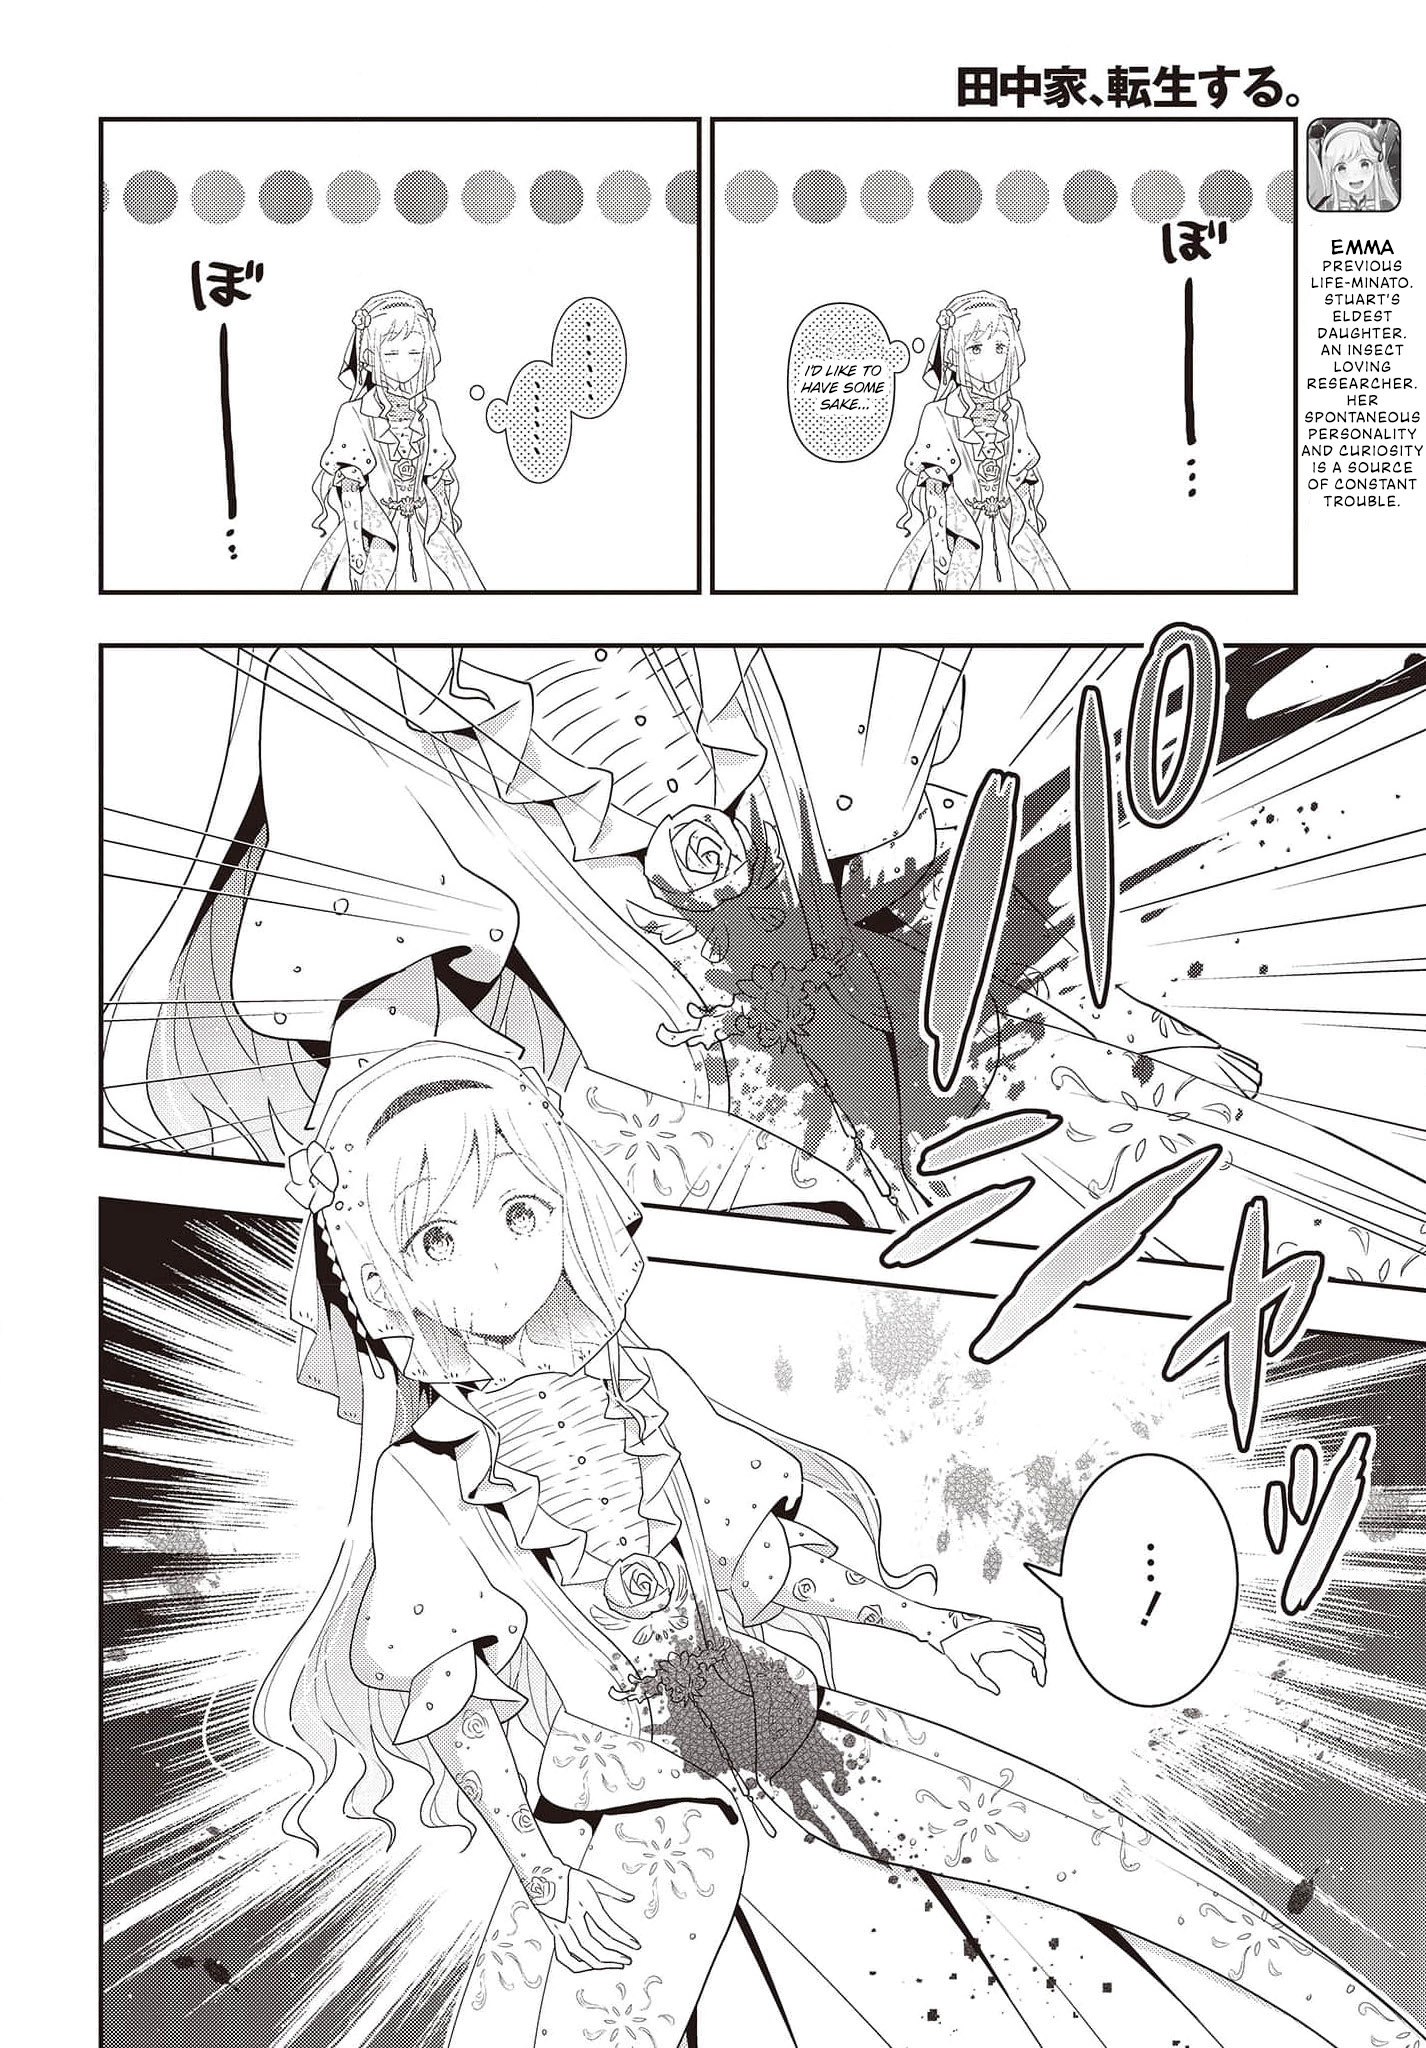 田中家、転生する。
EMMA
PREVIOUS
LIFE-MINATO.
STUART'S
ELDEST
DAUGHTER.
AN INSECT
LOVING
RESEARCHER.
HER
SPONTANEOUS
PERSONALITY
AND CURIOSITY
IS A SOURCE
OF CONSTANT
TROUBLE.
ぼーー…
I'D LIKE TO
HAVE SOME
SAKE...
ぼーー…
……
……
パシャッ
…!